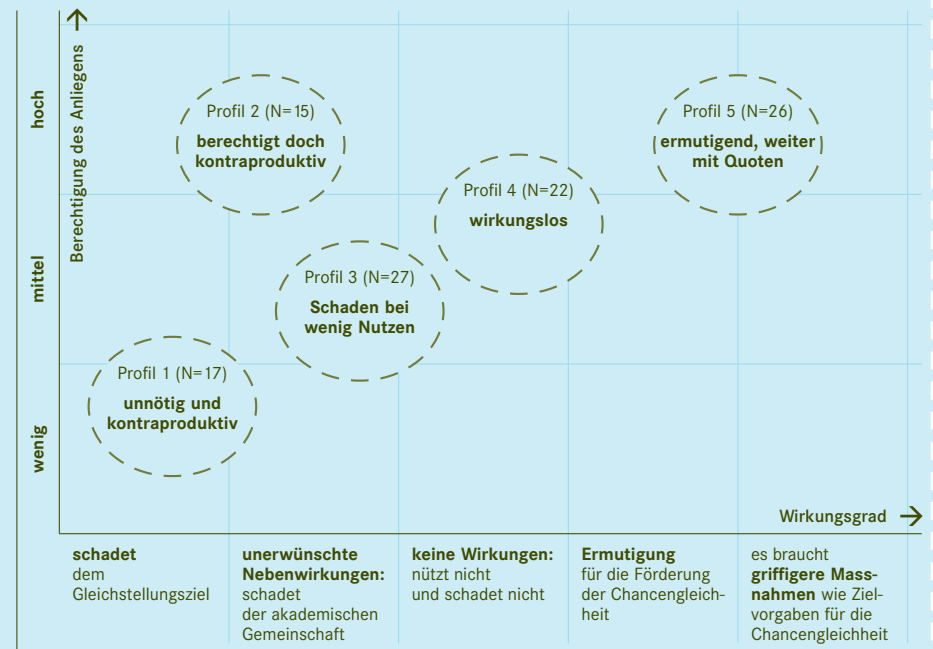 Berechtigung des Anliegens
hoch
mittel
wenig
Profil 2 (N=15)
berechtigt doch
kontraproduktiv
Profil 5 (N=26)
ermutigend, weiter
mit Quoten
Profil 4 (N=22)
wirkungslos
Profil 3 (N=27)
Schaden bei
wenig Nutzen
Profil 1 (N=17)
unnötig und
kontraproduktiv
Wirkungsgrad
schadet
dem
Gleichstellungsziel
unerwünschte
Nebenwirkungen:
schadet
der akademischen
Gemeinschaft
keine Wirkungen:
nützt nicht
und schadet nicht
Ermutigung
für die Förderung
der Chancengleich-
heit
es braucht
griffigere Mass-
nahmen wie Ziel-
vorgaben für die
Chancengleichheit